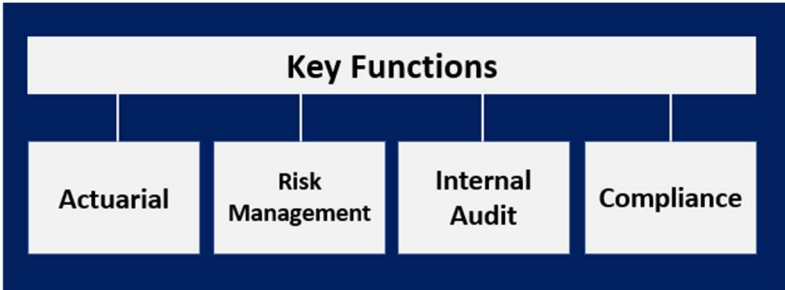 Key Functions
Actuarial
Risk
Management
Internal
Audit
Compliance